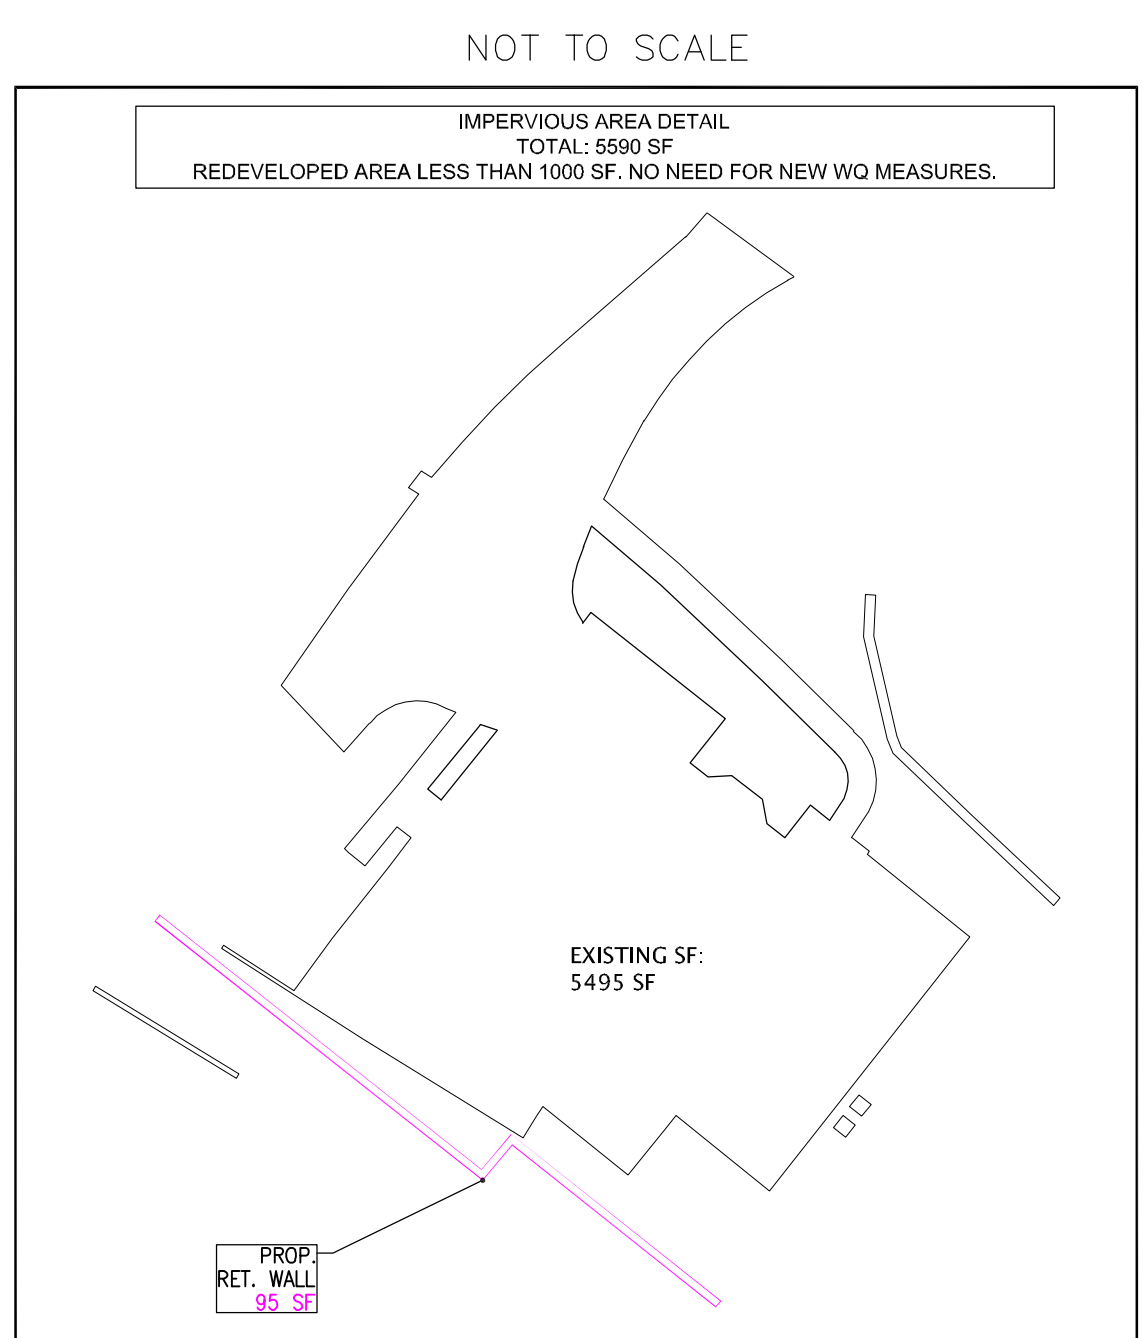 NOT TO SCALE
IMPERVIOUS AREA DETAIL
TOTAL: 5590 SF
REDEVELOPED AREA LESS THAN 1000 SF. NO NEED FOR NEW WQ MEASURES.
EXISTING SF:
5495 SF
PROP.
RET. WALL
95 SF